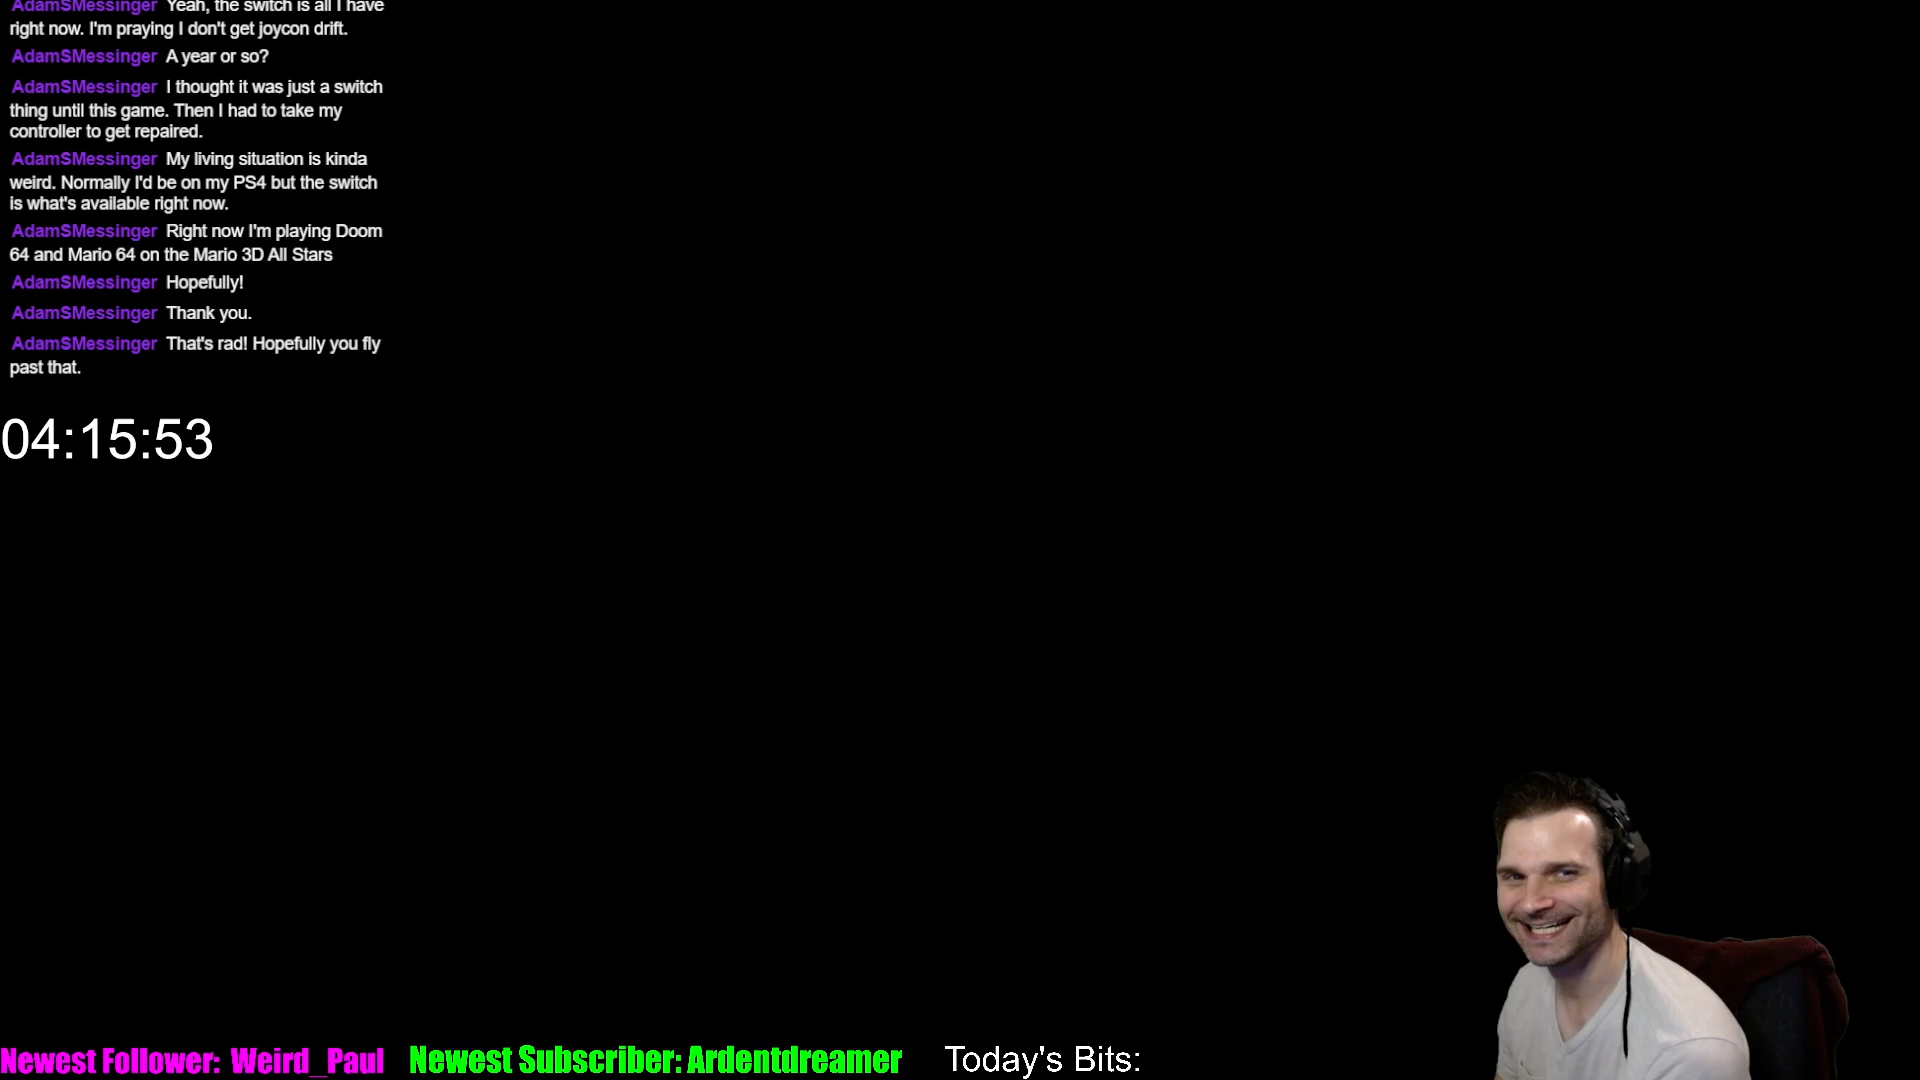 AdamSMessinger Yeah, the switch is all I have
right now. I'm praying I don't get joycon drift.
AdamSMessinger A year or so?
AdamSMessinger I thought it was just a switch
thing until this game. Then I had to take my
controller to get repaired.
AdamSMessinger My living situation is kinda
weird. Normally I'd be on my PS4 but the switch
is what's available right now.
AdamSMessinger Right now I'm playing Doom
64 and Mario 64 on the Mario 3D All Stars
AdamSMessinger Hopefully!
AdamSMessinger Thank you.
AdamSMessinger That's rad! Hopefully you fly
past that.
04:15:53
Newest Follower: Weird_Paul Newest Subscriber: Ardentdreamer Today's Bits: